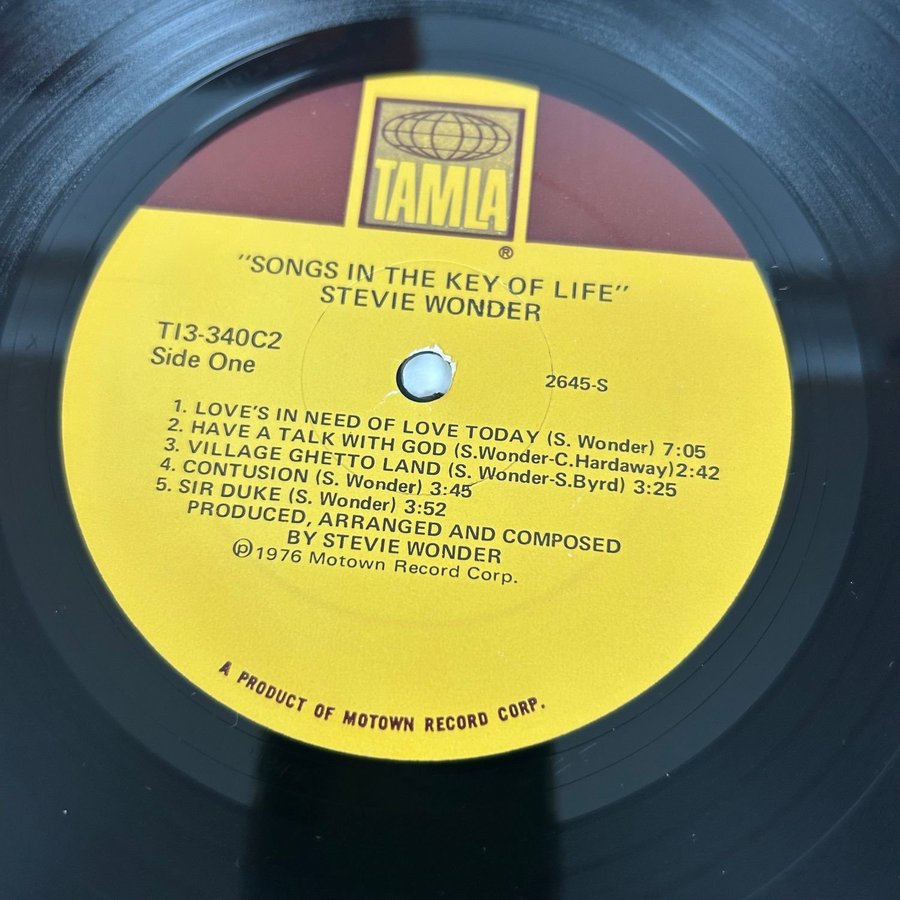 TAMLA
®
"SONGS IN THE KEY OF LIFE"
STEVIE WONDER
T13-340C2
Side One
2645-S
1. LOVE'S IN NEED OF LOVE TODAY (S. Wonder) 7:05
2. HAVE A TALK WITH GOD (S.Wonder-C.Hardaway)2:42
3. VILLAGE GHETTO LAND (S. Wonder-S.Byrd) 3:25
4. CONTUSION (S. Wonder) 3:45
5. SIR DUKE (S. Wonder) 3:52
PRODUCED, ARRANGED AND COMPOSED
BY STEVIE WONDER
℗1976 Motown Record Corp.
A PRODUCT OF MOTOWN RECORD CORP.